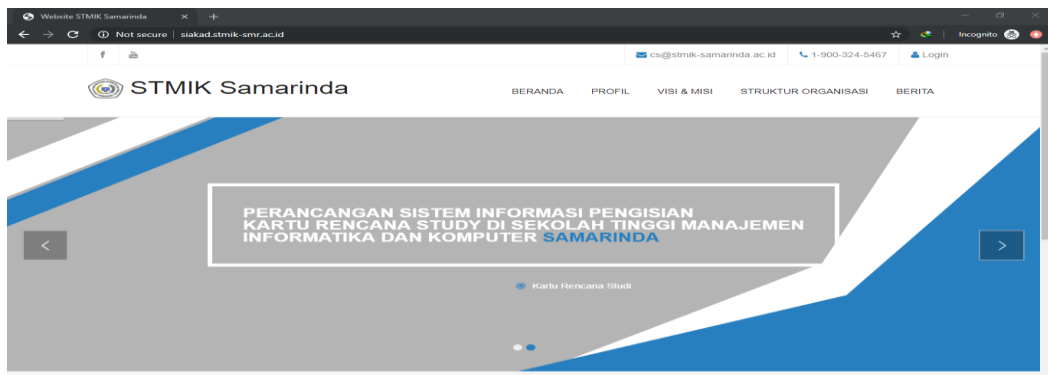 Website STMIK Samarinda
Not secure | siakad.stmik-smr.ac.id
Incognito
cs@stmik-samarinda.ac.id
1-900-324-5467
Login
STMIK Samarinda
BERANDA PROFIL VISI & MISI STRUKTUR ORGANISASI BERITA
PERANCANGAN SISTEM INFORMASI PENGISIAN
KARTU RENCANA STUDY DI SEKOLAH TINGGI MANAJEMEN
INFORMATIKA DAN KOMPUTER SAMARINDA
Kartu Rencana Studi